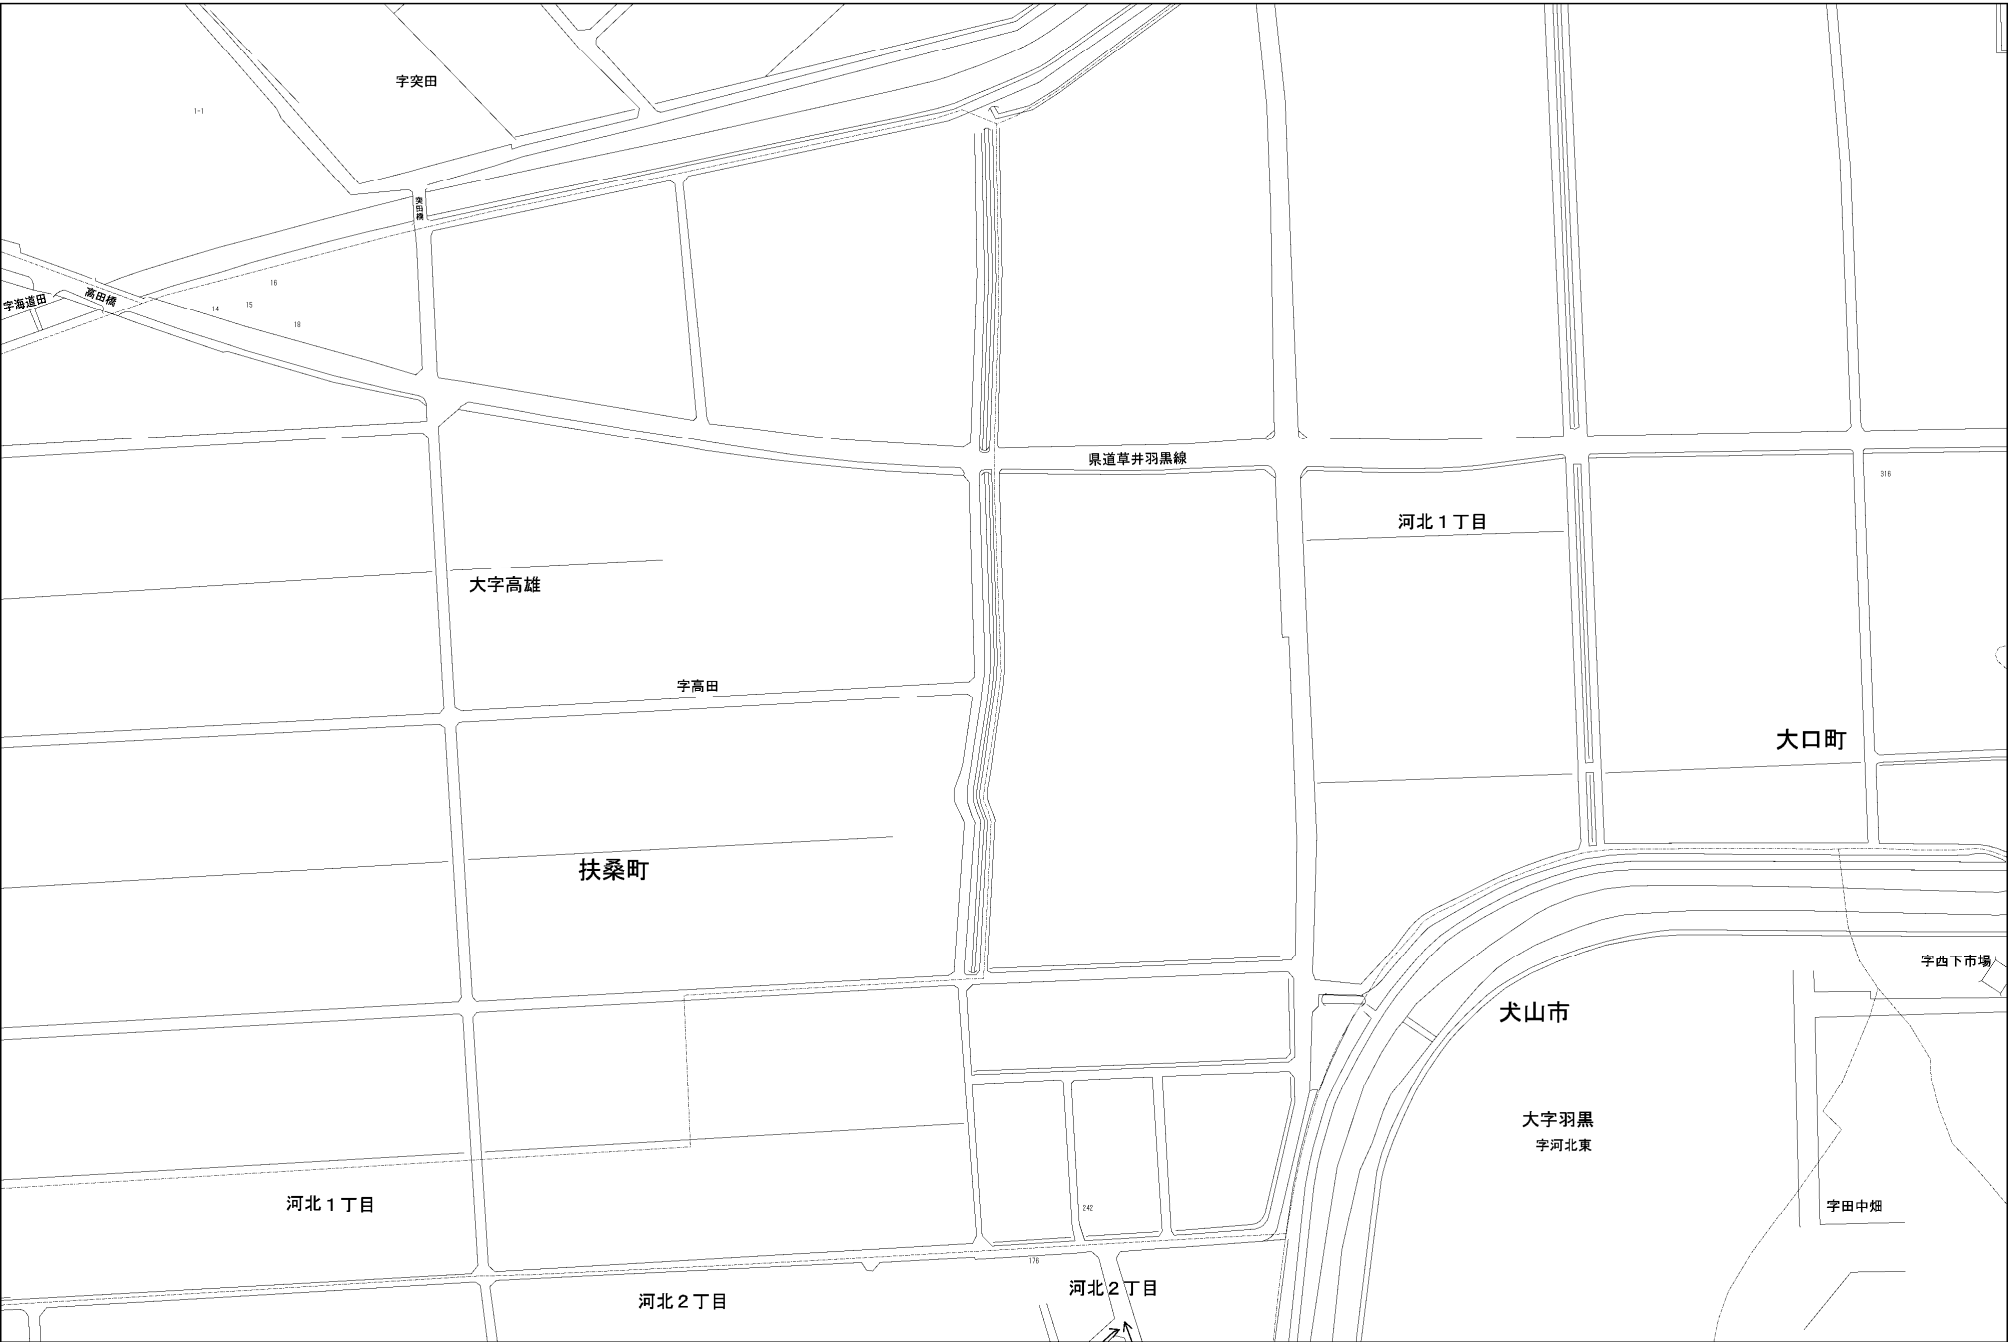 字突田
1-1
突田橋
16
字海道田
高田橋
14
15
18
県道草井羽黒線
316
河北1丁目
大字高雄
字高田
大口町
扶桑町
字西下市場
犬山市
大字羽黒
字河北東
河北1丁目
字田中畑
242
176
河北2丁目
河北2丁目